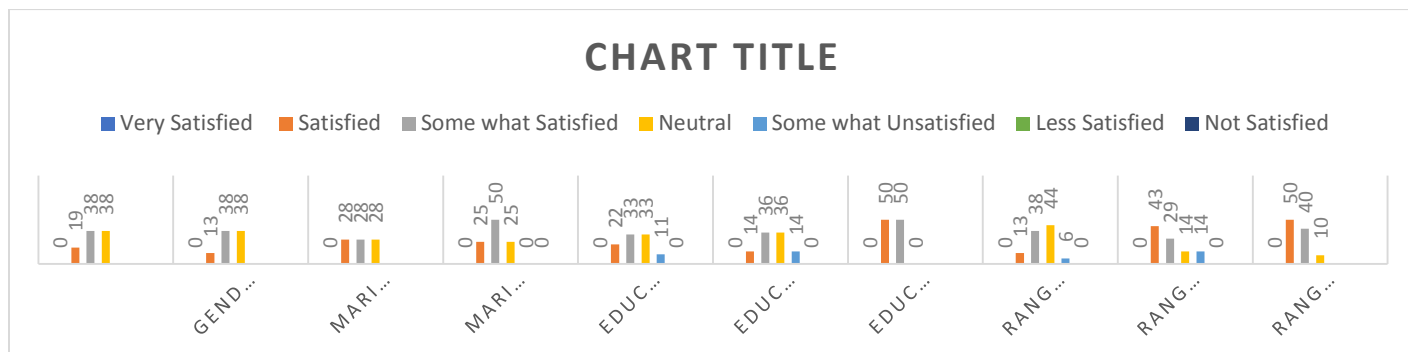 CHART TITLE
Very Satisfied Satisfied Some what Satisfied Neutral Some what Unsatisfied Less Satisfied Not Satisfied
0 19 38 38
0 13 38 38
0 28 28 28
0 25 50 25 0 0
0 22 33 33 11 0
0 14 36 36 14 0
0 50 50 0
0 13 38 44 6 0
0 43 29 14 14 0
0 50 40 10 0
GEND...
MARI...
MARI...
EDUC...
EDUC...
EDUC...
RANG...
RANG...
RANG...